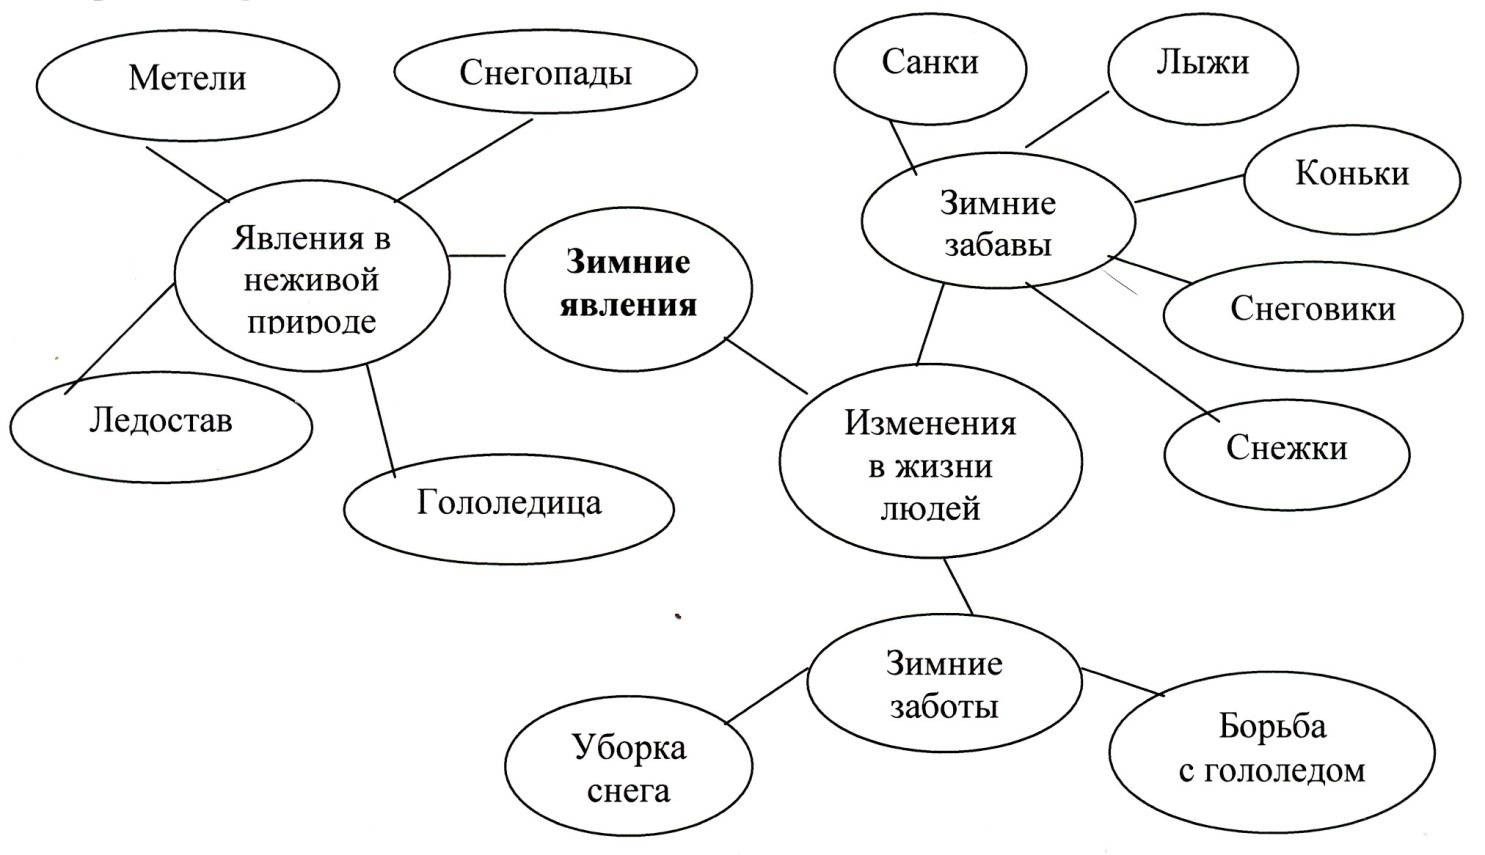 Метели
Снегопады
Санки
Лыжи
Коньки
Зимние
забавы
Явления в
неживой
природе
Зимние
явления
Снеговики
Ледостав
Изменения
в жизни
людей
Снежки
Гололедица
Зимние
заботы
Уборка
снега
Борьба
с гололедом